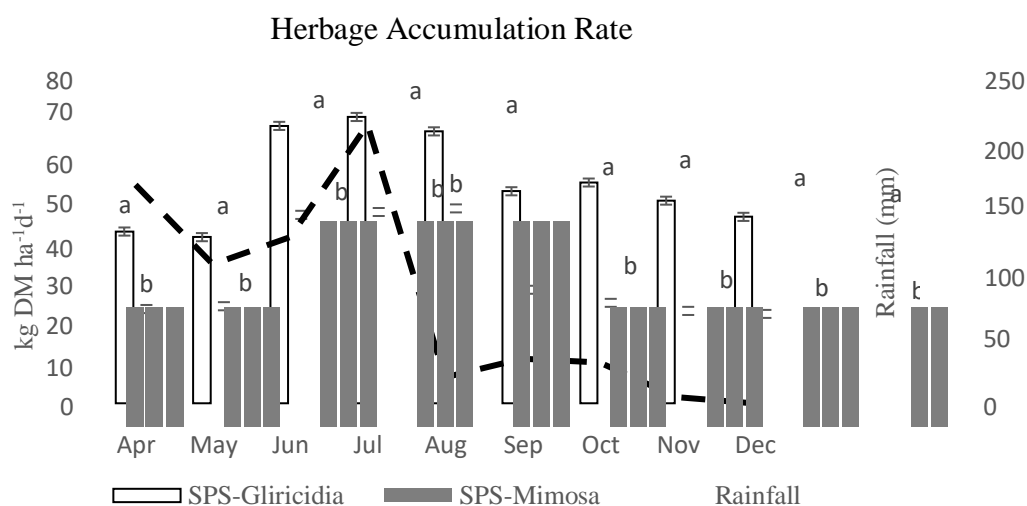 Herbage Accumulation Rate
80 250
a a a
70
60 200
a a a
50 b b b 150
a a a
40
30 b b b b b b 100
20
50
10
0 0
kg DM ha⁻¹d⁻¹
Rainfall (mm)
Apr May Jun Jul Aug Sep Oct Nov Dec
SPS-Gliricidia SPS-Mimosa Rainfall